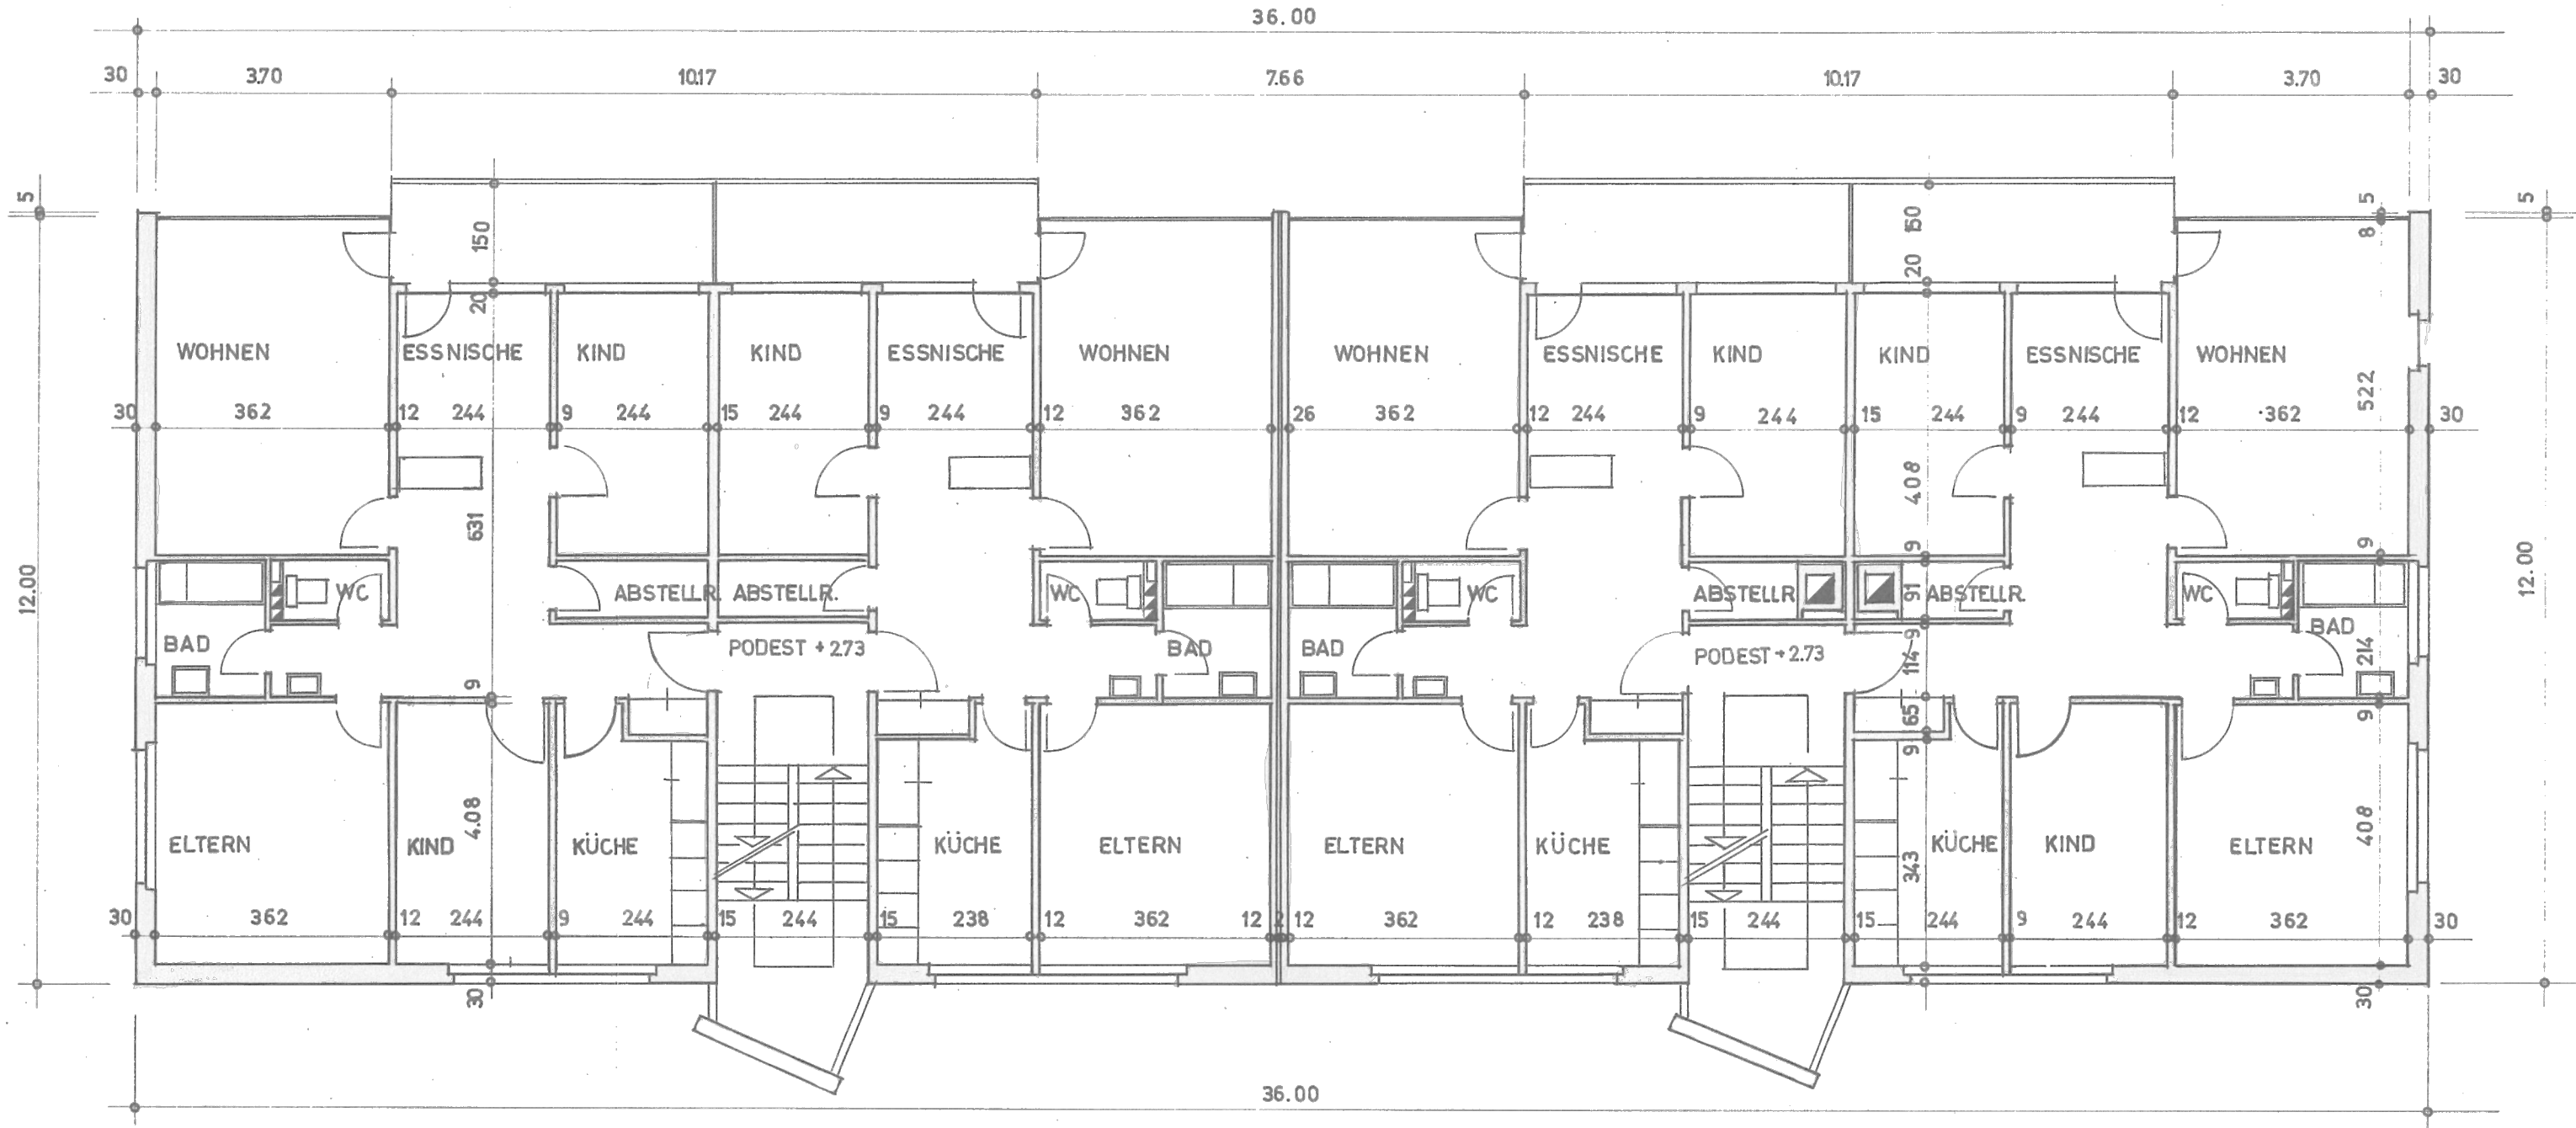 36.00
30 3.70 10.17 7.66 10.17 3.70 30
5 150 150 5 5
20 20 8
WOHNEN ESSNISCHE KIND KIND ESSNISCHE WOHNEN WOHNEN ESSNISCHE KIND KIND ESSNISCHE WOHNEN
522
30 362 12 244 9 244 15 244 9 244 12 362 26 362 12 244 9 244 15 244 9 244 12 362 30
631 408
9 9
12.00 WC ABSTELLR. ABSTELLR. WC WC ABSTELLR 91 ABSTELLR. WC 12.00
BAD PODEST + 2.73 BAD BAD PODEST + 2.73 9 BAD
114 214
9 65 9
9
4.08 343 408
ELTERN KIND KÜCHE KÜCHE ELTERN ELTERN KÜCHE KÜCHE KIND ELTERN
30 362 12 244 9 244 15 244 15 238 12 362 12 2 12 362 12 238 15 244 15 244 9 244 12 362 30
30 30
36.00